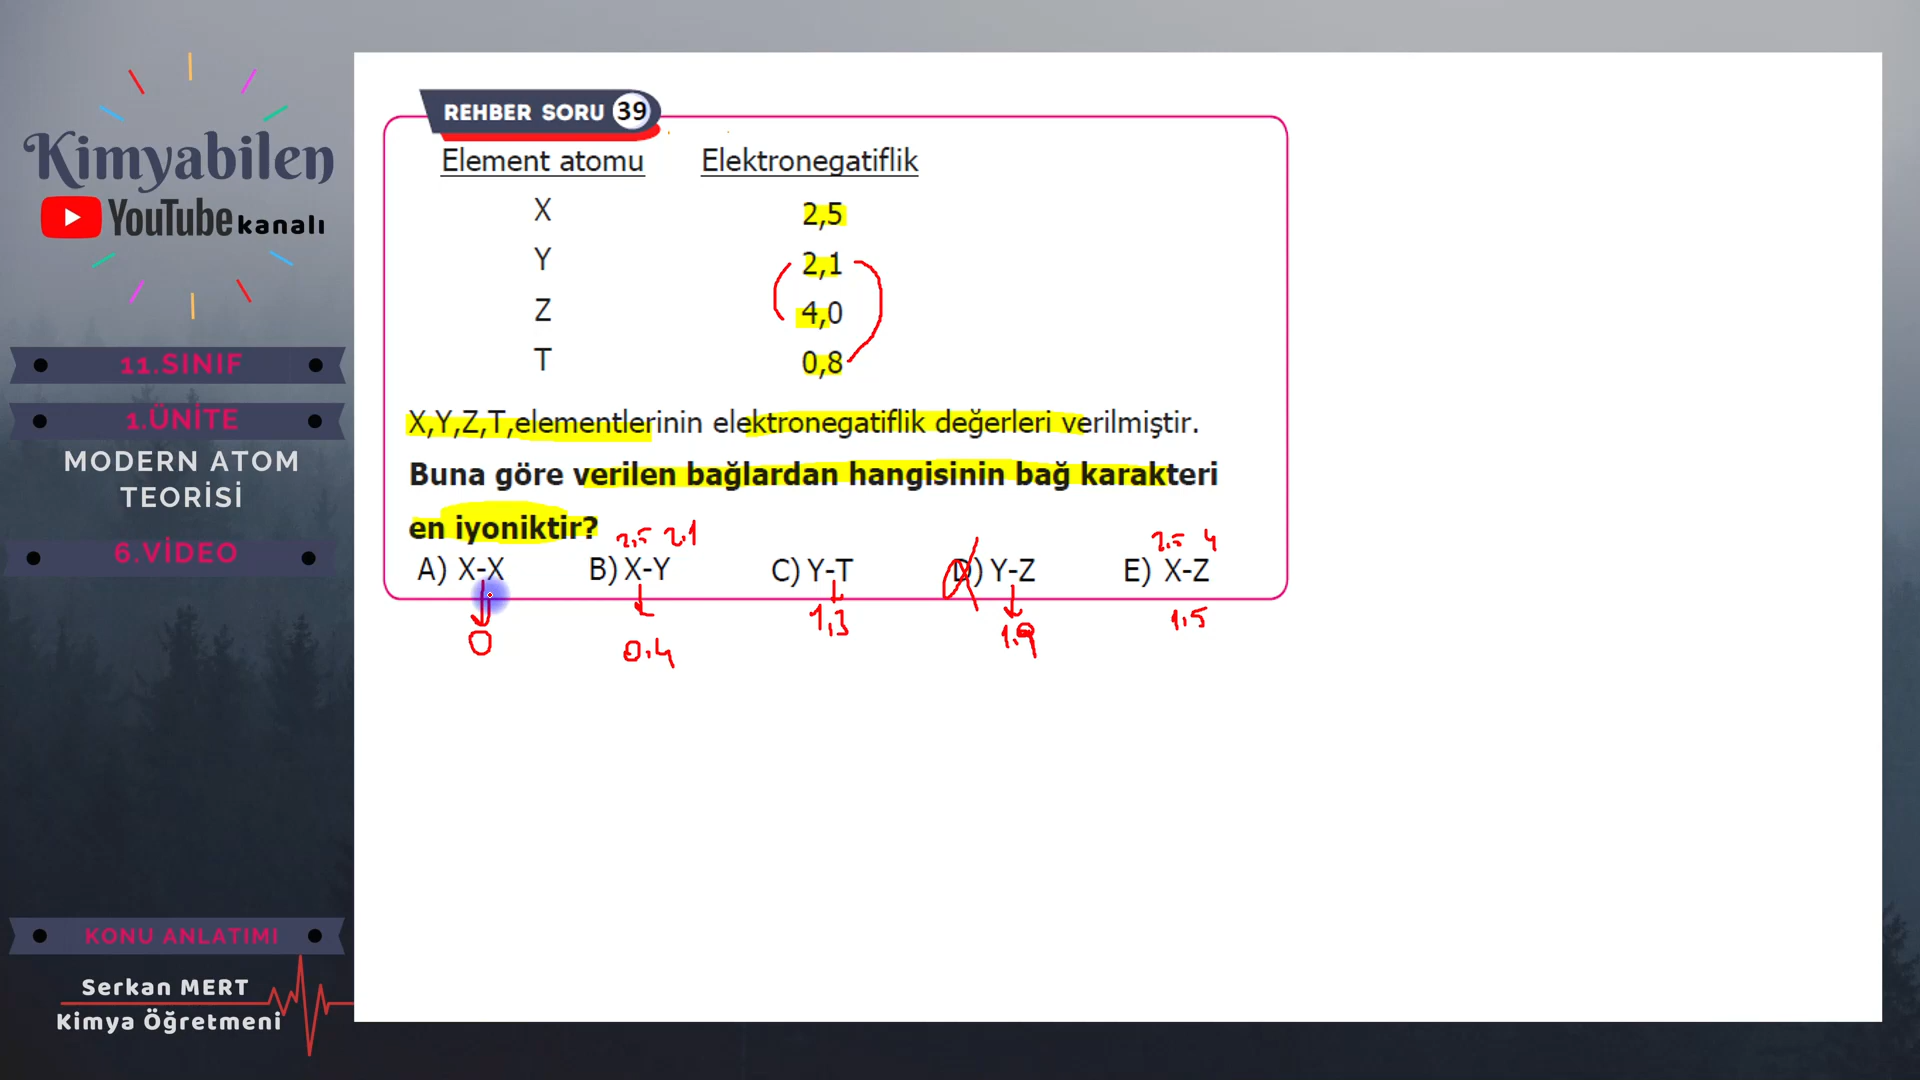 Kimyabilen
YouTube kanalı
11.SINIF
1.ÜNİTE
MODERN ATOM
TEORİSİ
6.VİDEO
KONU ANLATIMI
Serkan MERT
Kimya Öğretmeni
REHBER SORU 39
Element atomu Elektronegatiflik
X 2,5
Y 2,1
Z 4,0
T 0,8
X,Y,Z,T,elementlerinin elektronegatiflik değerleri verilmiştir.
Buna göre verilen bağlardan hangisinin bağ karakteri
en iyoniktir?
2.5 2.1 2.5 4
A) X-X B) X-Y C) Y-T D) Y-Z E) X-Z
0 0.4 1,3 1.9 1.5